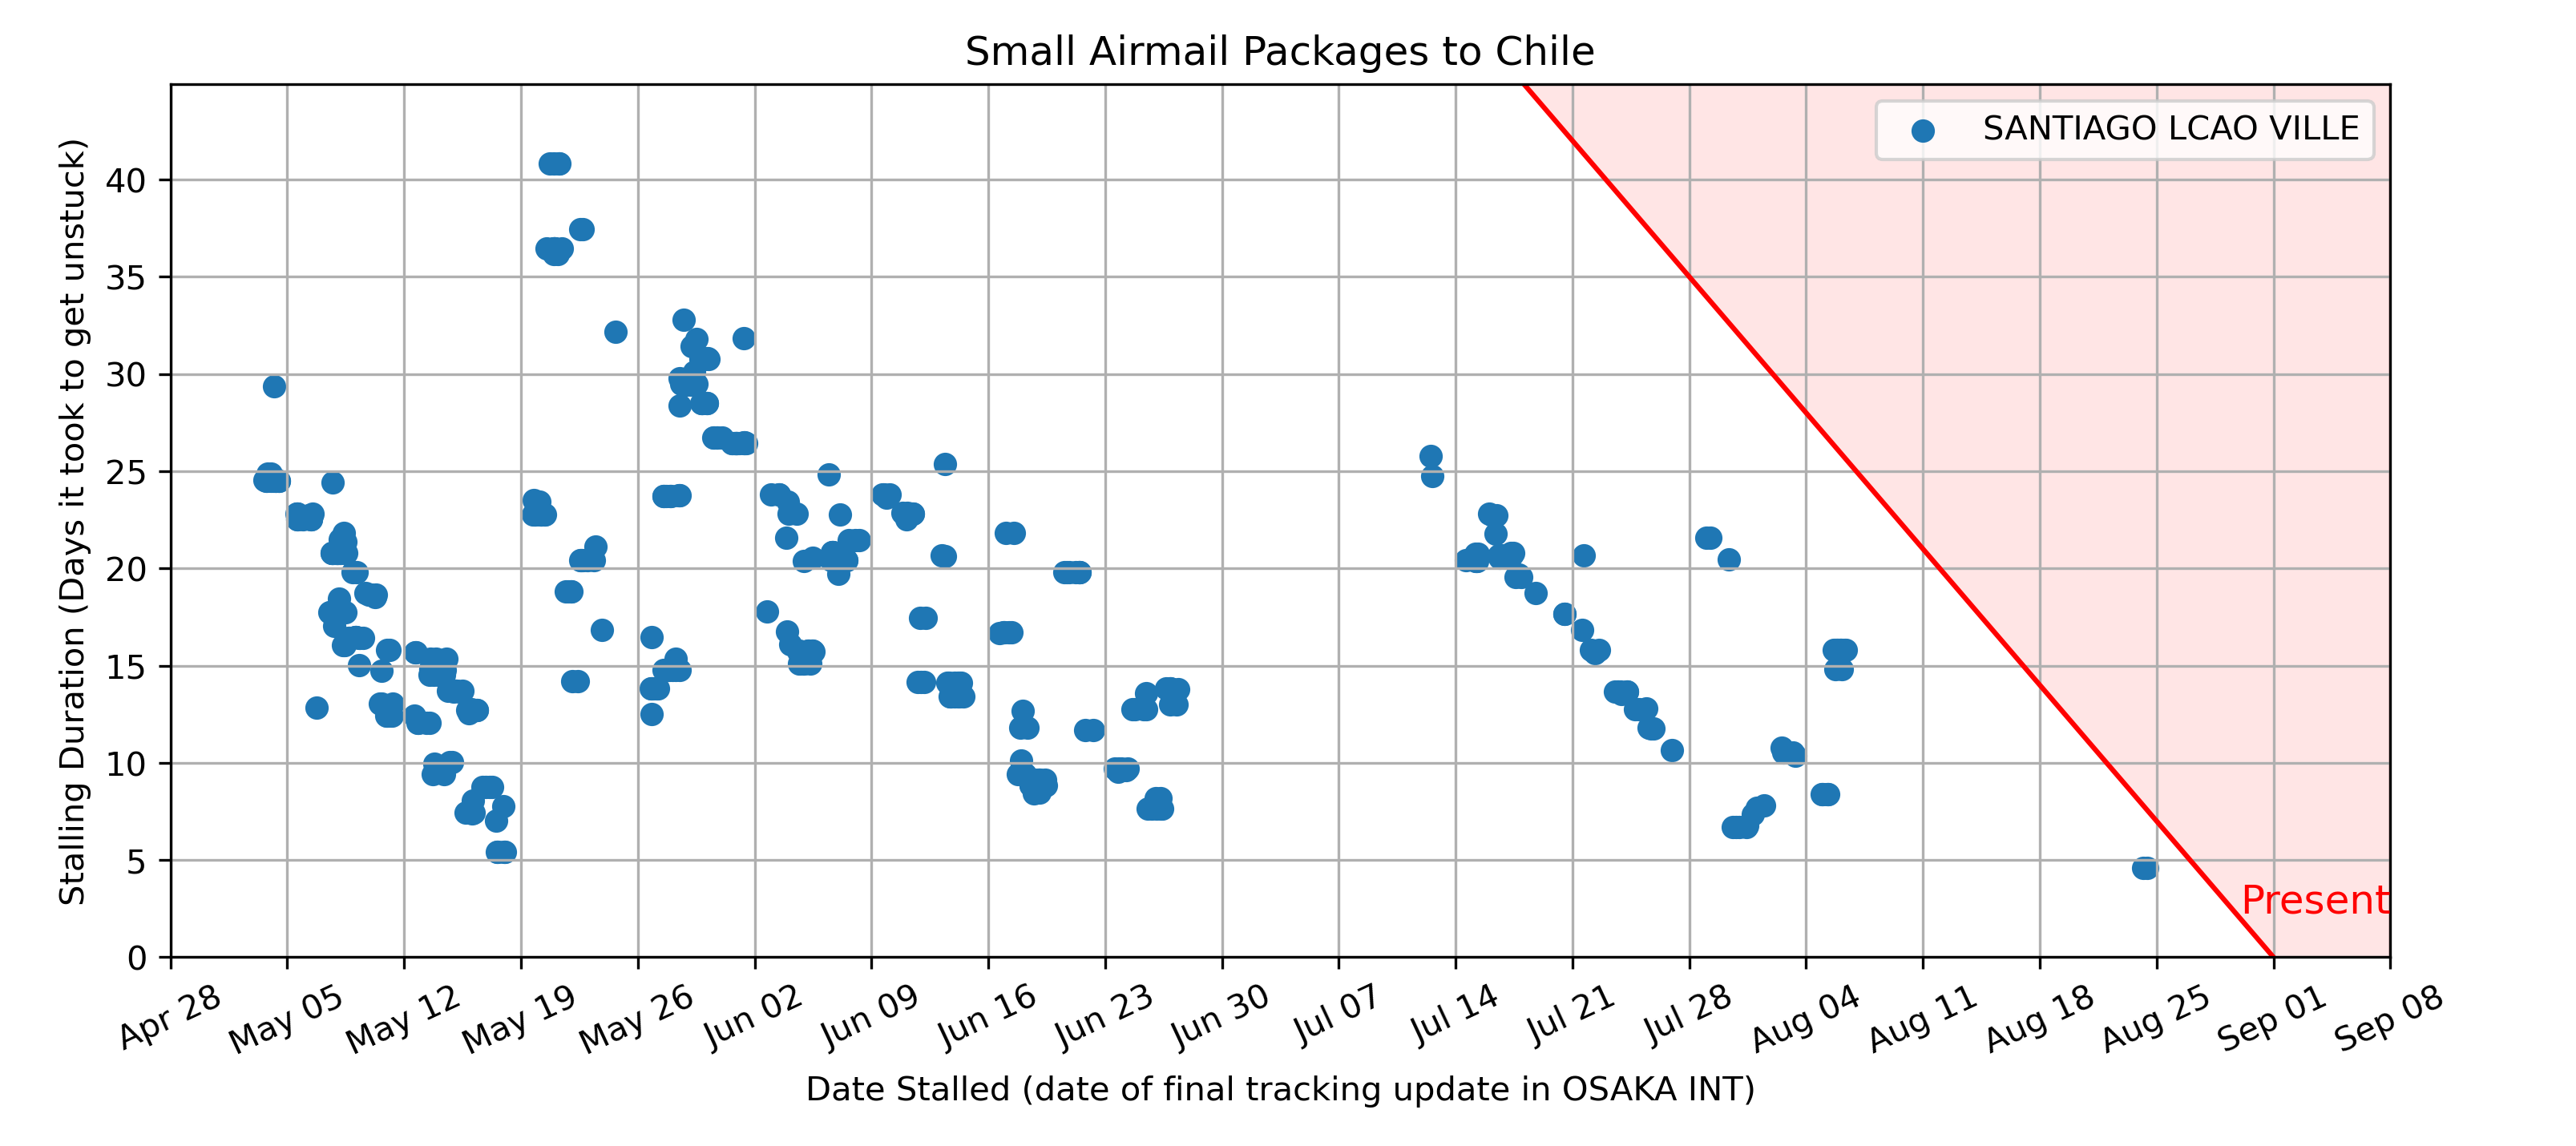 Small Airmail Packages to Chile
SANTIAGO LCAO VILLE
Stalling Duration (Days it took to get unstuck)
40
35
30
25
20
15
10
5
0
Present
Apr 28
May 05
May 12
May 19
May 26
Jun 02
Jun 09
Jun 16
Jun 23
Jun 30
Jul 07
Jul 14
Jul 21
Jul 28
Aug 04
Aug 11
Aug 18
Aug 25
Sep 01
Sep 08
Date Stalled (date of final tracking update in OSAKA INT)